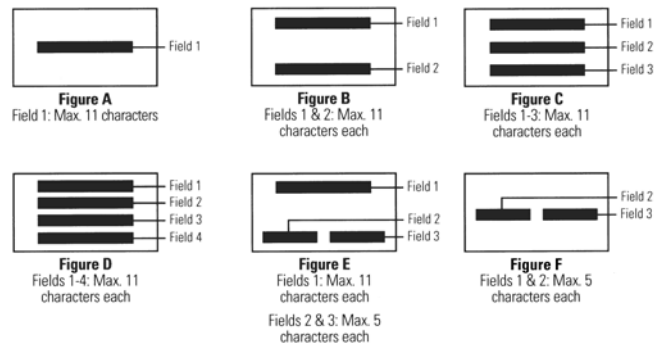 Field 1
Figure A
Field 1: Max. 11 characters
Field 1
Field 2
Figure B
Fields 1 & 2: Max. 11
characters each
Field 1
Field 2
Field 3
Figure C
Fields 1-3: Max. 11
characters each
Field 1
Field 2
Field 3
Field 4
Figure D
Fields 1-4: Max. 11
characters each
Field 1
Field 2
Field 3
Figure E
Fields 1: Max. 11
characters each
Fields 2 & 3: Max. 5
characters each
Field 2
Field 3
Figure F
Fields 1 & 2: Max. 5
characters each